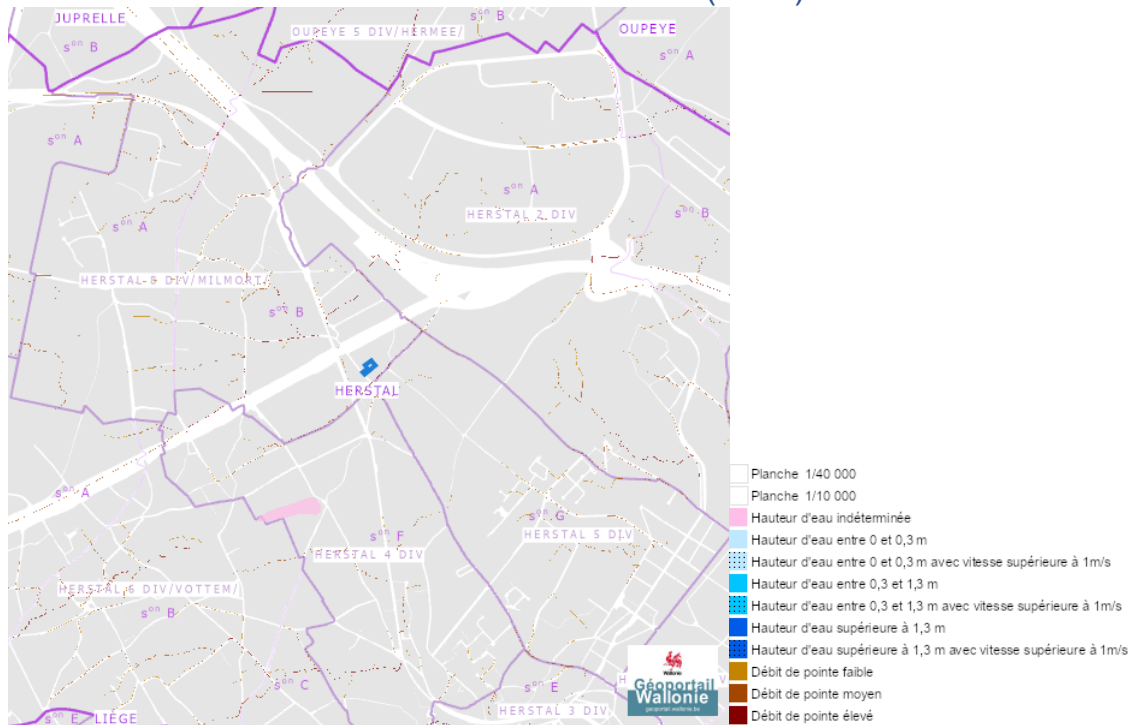 JUPRELLE
sᵒⁿ B
OUPEYE 5 DIV/HERMEE/
sᵒⁿ B
OUPEYE
sᵒⁿ A
sᵒⁿ A
sᵒⁿ A
HERSTAL 2 DIV
sᵒⁿ B
sᵒⁿ A
HERSTAL 8 DIV/MILMORT/
sᵒⁿ B
HERSTAL
sᵒⁿ A
sᵒⁿ F
HERSTAL 4 DIV
sᵒⁿ G
HERSTAL 5 DIV
HERSTAL 6 DIV/VOTTEM/
sᵒⁿ B
sᵒⁿ C
sᵒⁿ E
HERSTAL 3 DIV
sᵒⁿ E
LIÈGE
Wallonie
Géoportail
Wallonie
geoportail.wallonie.be
Planche 1/40 000
Planche 1/10 000
Hauteur d'eau indéterminée
Hauteur d'eau entre 0 et 0,3 m
Hauteur d'eau entre 0 et 0,3 m avec vitesse supérieure à 1m/s
Hauteur d'eau entre 0,3 et 1,3 m
Hauteur d'eau entre 0,3 et 1,3 m avec vitesse supérieure à 1m/s
Hauteur d'eau supérieure à 1,3 m
Hauteur d'eau supérieure à 1,3 m avec vitesse supérieure à 1m/s
Débit de pointe faible
Débit de pointe moyen
Débit de pointe élevé